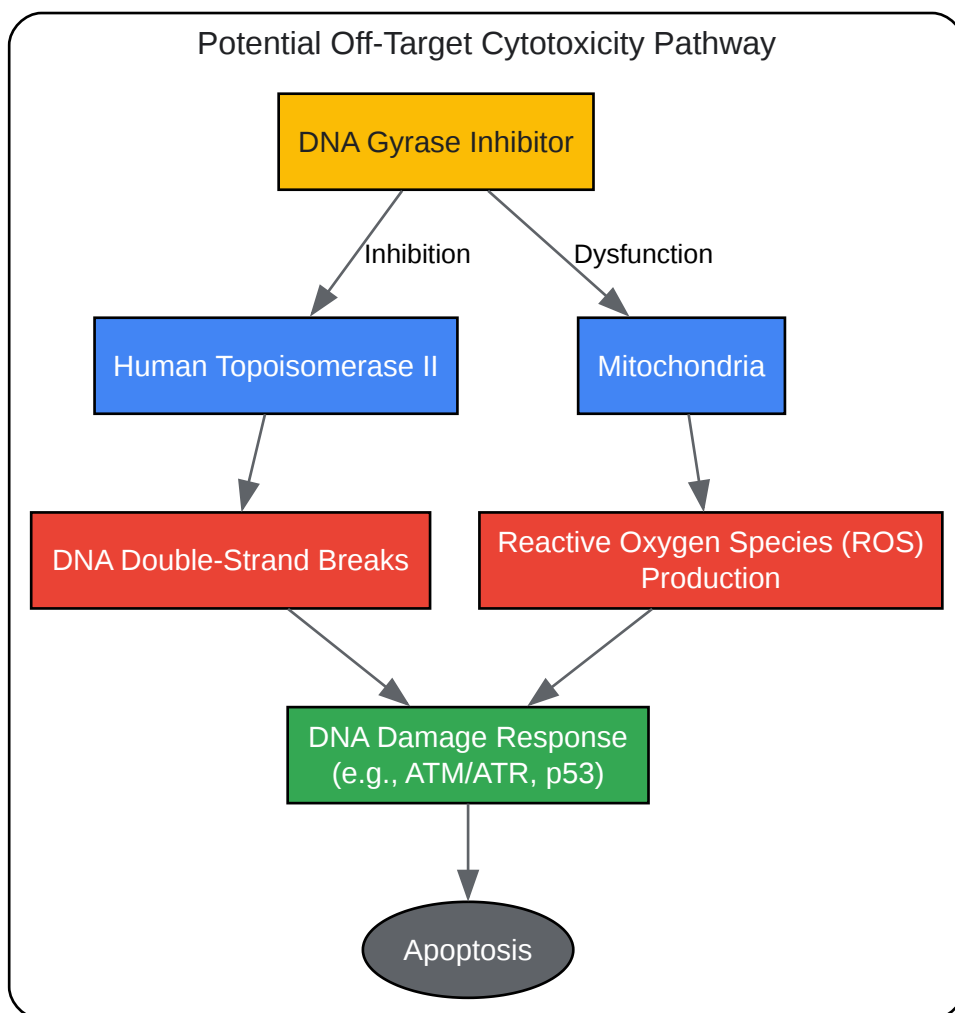 Potential Off-Target Cytotoxicity Pathway
DNA Gyrase Inhibitor
Inhibition
Dysfunction
Human Topoisomerase II
Mitochondria
DNA Double-Strand Breaks
Reactive Oxygen Species (ROS)
Production
DNA Damage Response
(e.g., ATM/ATR, p53)
Apoptosis